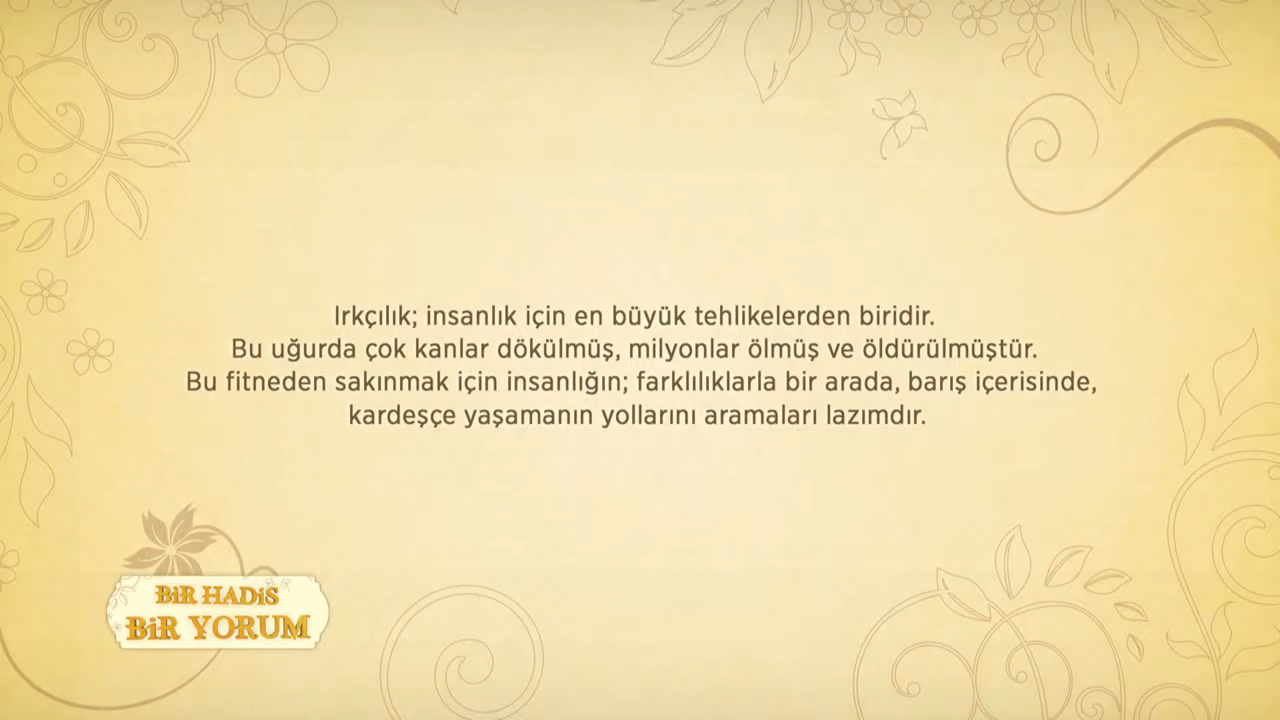 Irkçılık; insanlık için en büyük tehlikelerden biridir.
Bu uğurda çok kanlar dökülmüş, milyonlar ölmüş ve öldürülmüştür.
Bu fitneden sakınmak için insanlığın; farklılıklarla bir arada, barış içerisinde,
kardeşçe yaşamanın yollarını aramaları lazımdır.
BİR HADİS
BİR YORUM